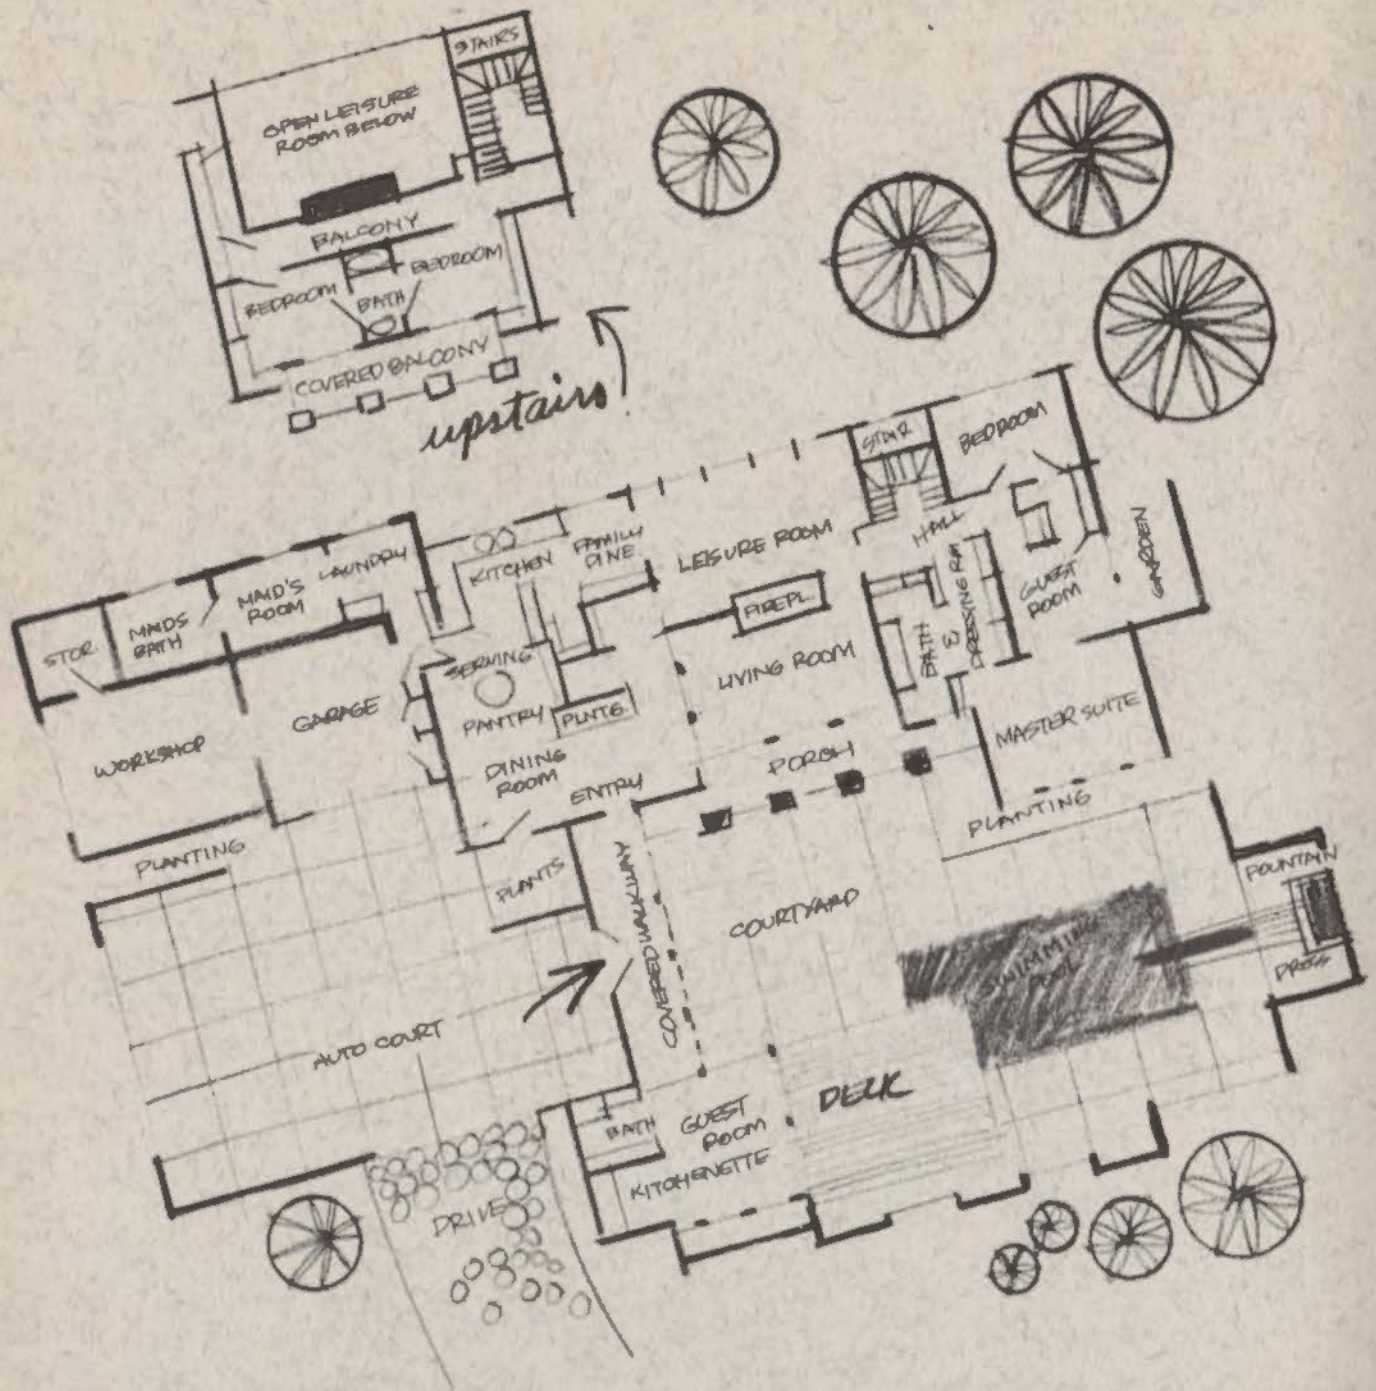 STAIRS
OPEN LEISURE
ROOM BELOW
BALCONY
BEDROOM
BEDROOM
BATH
COVERED BALCONY
upstairs
STAIR
BEDROOM
HALL
LEISURE ROOM
FAMILY
DINE
KITCHEN
LAUNDRY
MAID'S
ROOM
MAIDS
BATH
STOR.
GARDEN
GUEST
ROOM
BATH
&
DRESSING RM
FIREPL.
LIVING ROOM
SERVING
PANTRY
PLNTG.
GARAGE
WORKSHOP
MASTER SUITE
PORCH
DINING
ROOM
ENTRY
PLANTING
PLANTING
PLANTS
COVERED WALKWAY
COURTYARD
FOUNTAIN
SWIMMING
POOL
DRESS
AUTO COURT
DECK
BATH
GUEST
ROOM
KITCHENETTE
DRIVE